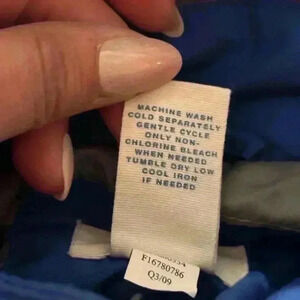 MACHINE WASH
COLD SEPARATELY
GENTLE CYCLE
ONLY NON-
CHLORINE BLEACH
WHEN NEEDED
TUMBLE DRY LOW
COOL IRON
IF NEEDED
F16780786
Q3/09